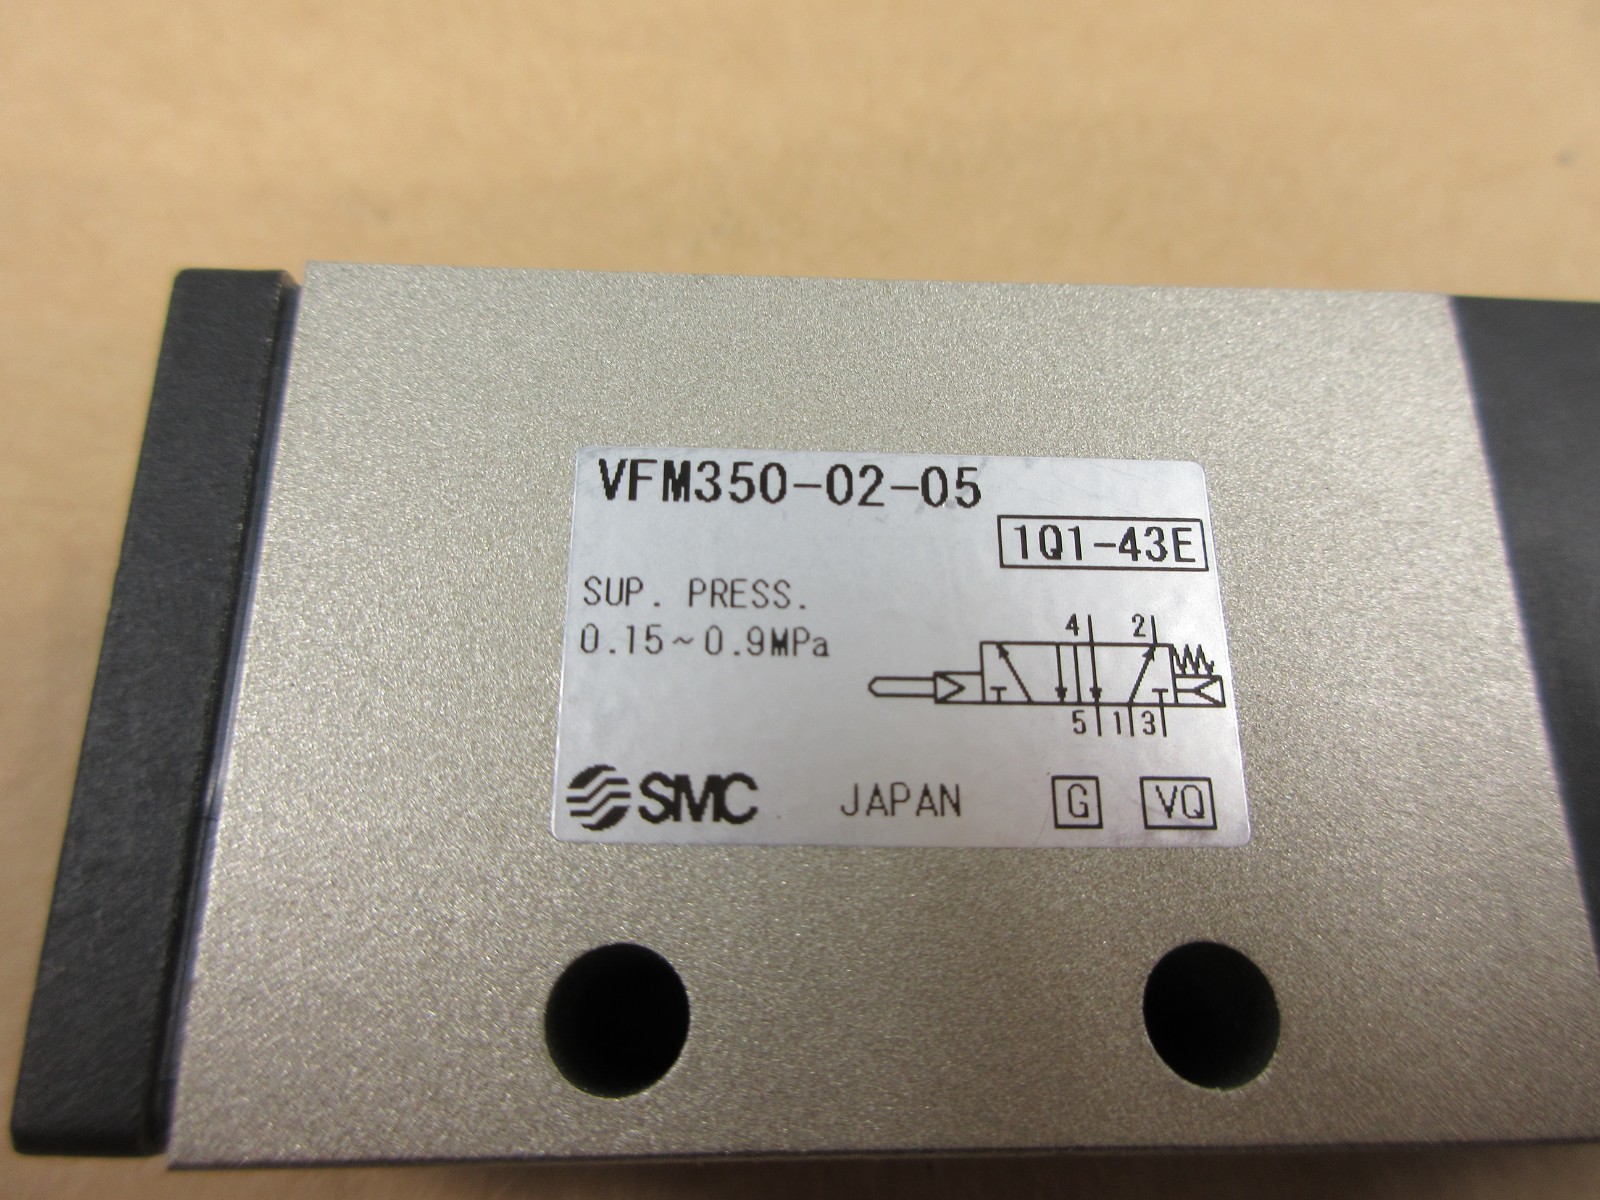 VFM350-02-05
1Q1-43E
SUP. PRESS.
0.15~0.9MPa
4 2
5 1 3
SMC JAPAN G VQ